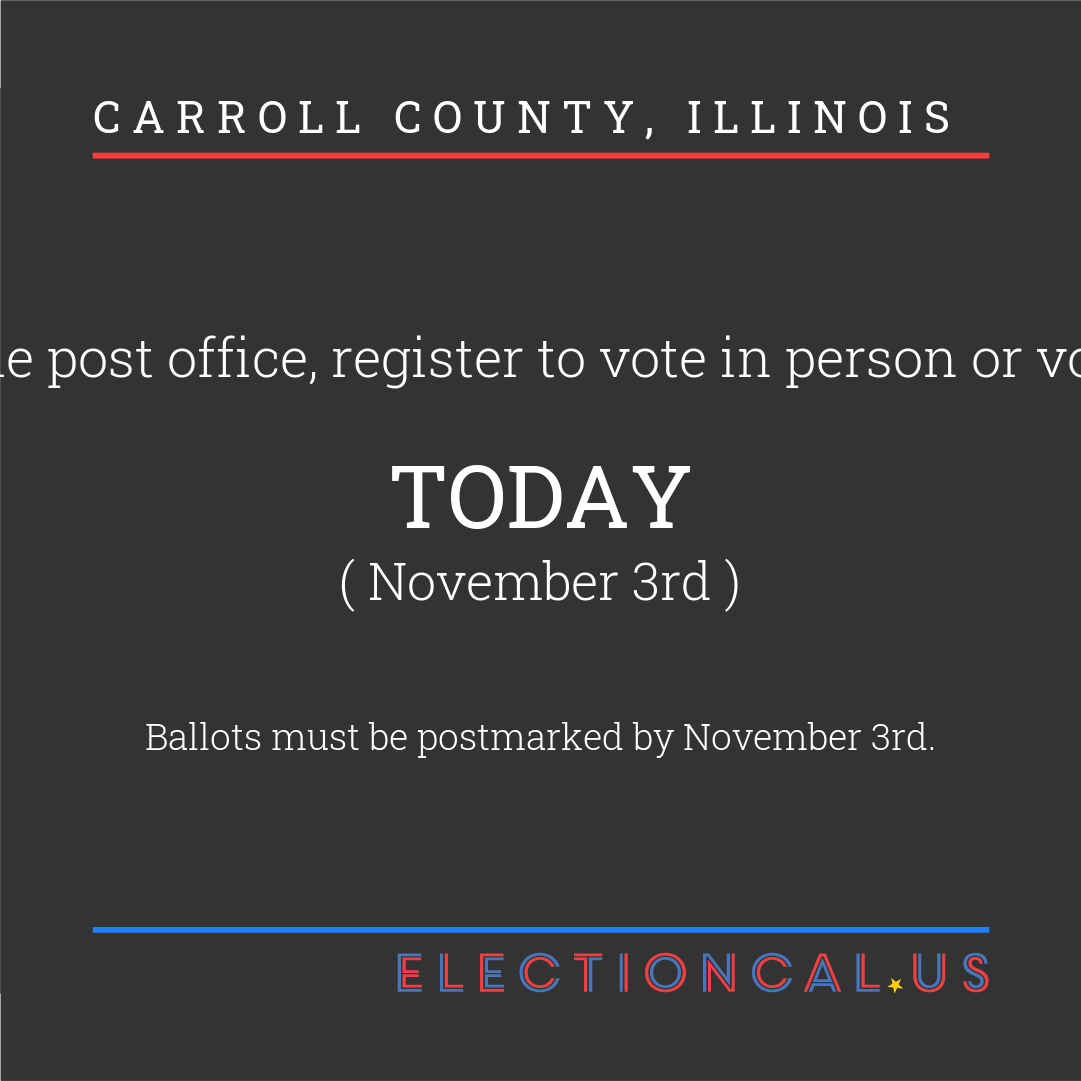 CARROLL COUNTY, ILLINOIS
e post office, register to vote in person or vo
TODAY
( November 3rd )
Ballots must be postmarked by November 3rd.
ELECTIONCAL.US